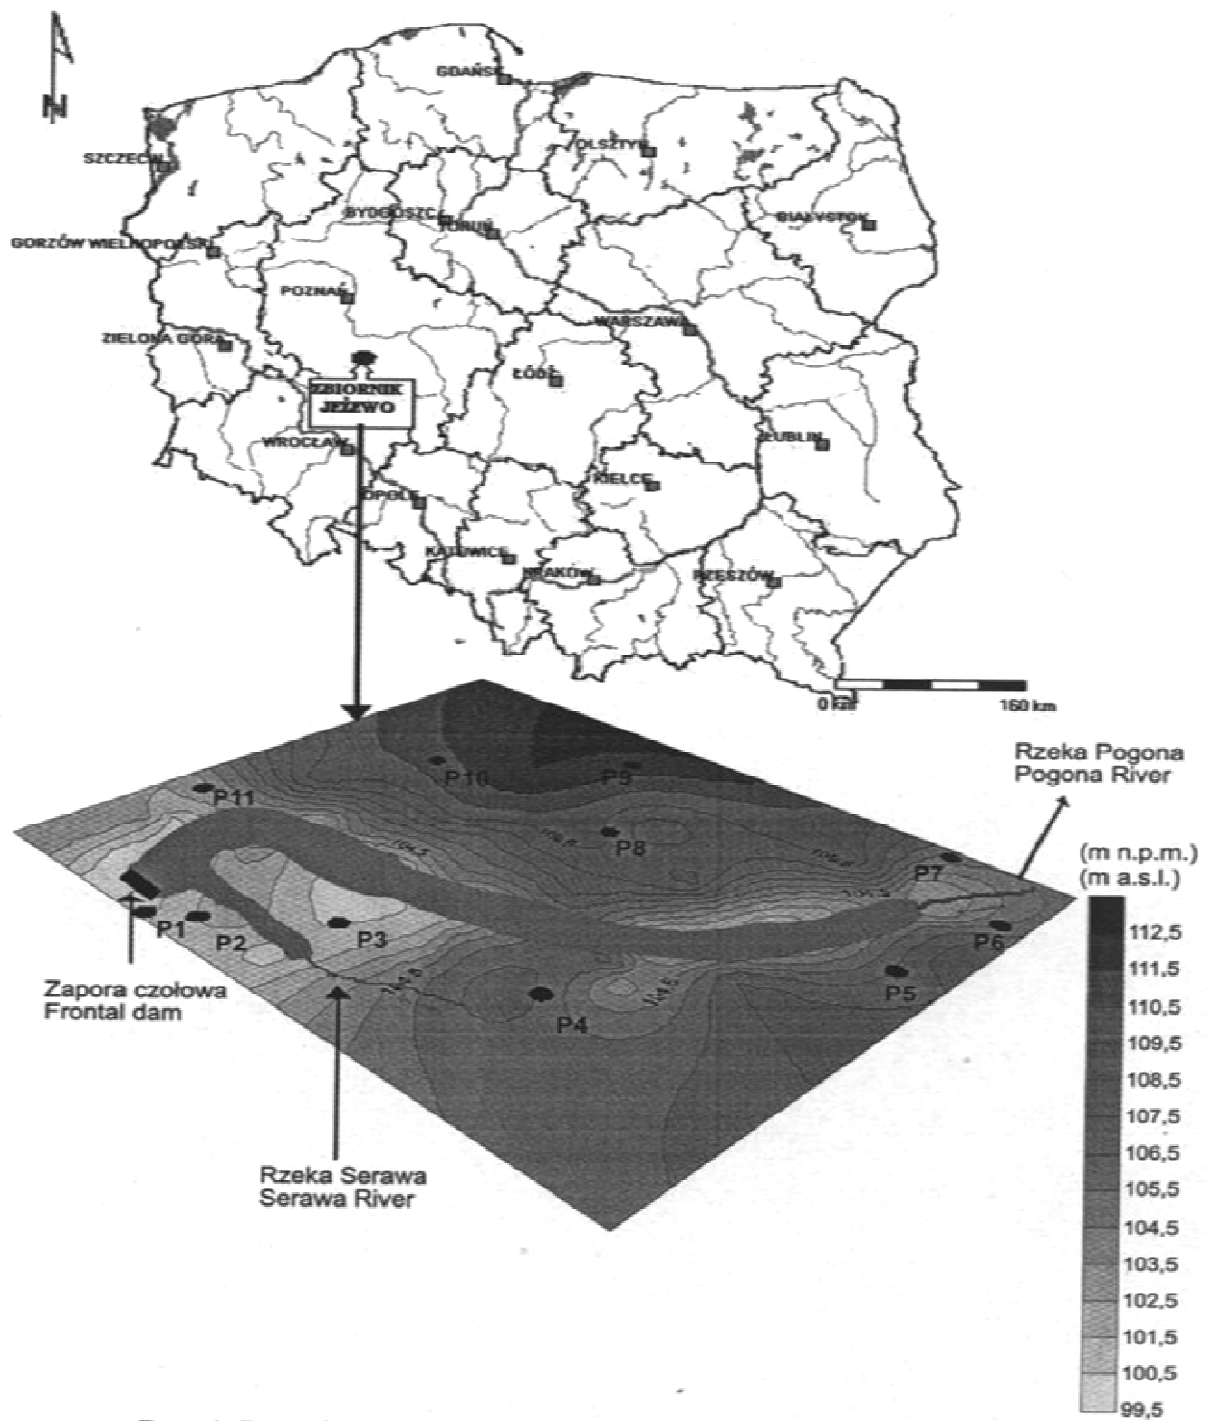 N
GDAŃSK
OLSZTYN
SZCZECIN
BYDGOSZCZ
TORUŃ
BIAŁYSTOK
GORZÓW WIELKOPOLSKI
POZNAŃ
WARSZAWA
ZIELONA GÓRA
ŁÓDŹ
ZBIORNIK
JEŻEWO
WROCŁAW
LUBLIN
KIELCE
OPOLE
KATOWICE
KRAKÓW
RZESZÓW
0 km
160 km
Rzeka Pogona
Pogona River
P10
P9
P11
P8
P7
104,5
(m n.p.m.)
(m a.s.l.)
P1
P2
P3
P6
P5
P4
Zapora czołowa
Frontal dam
Rzeka Serawa
Serawa River
112,5
111,5
110,5
109,5
108,5
107,5
106,5
105,5
104,5
103,5
102,5
101,5
100,5
99,5